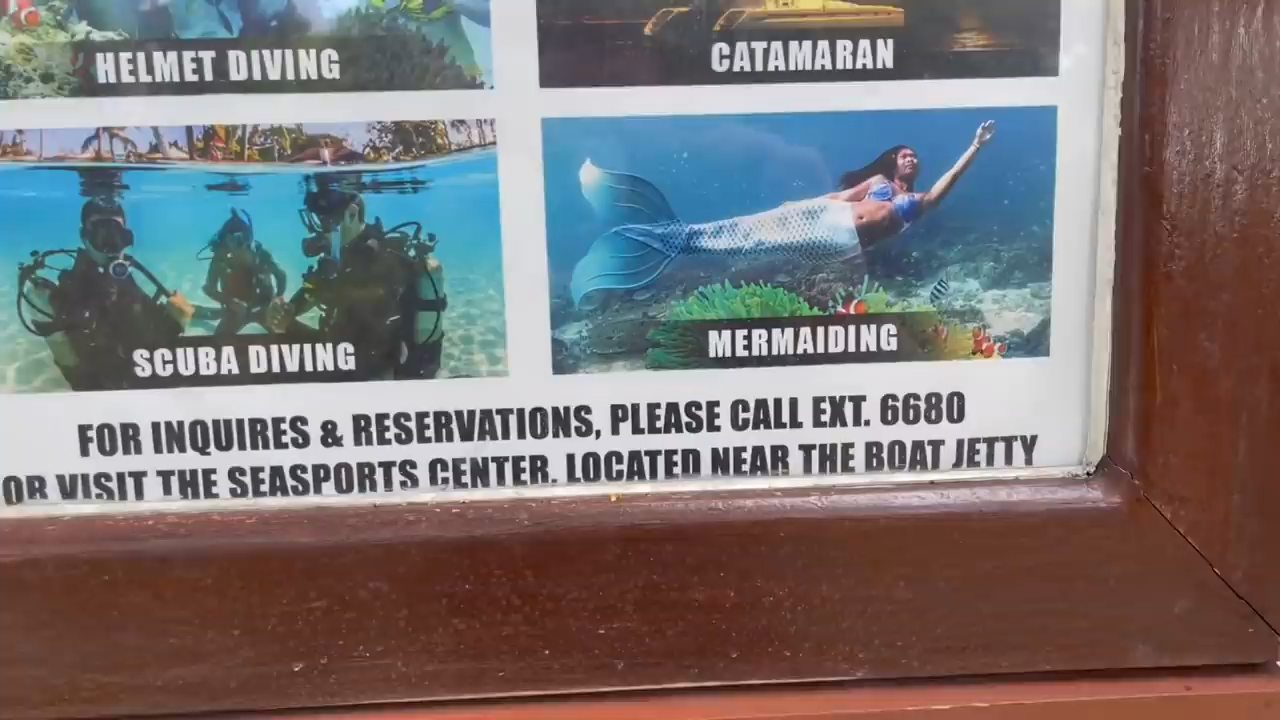 HELMET DIVING
CATAMARAN
SCUBA DIVING
MERMAIDING
FOR INQUIRES & RESERVATIONS, PLEASE CALL EXT. 6680
OR VISIT THE SEASPORTS CENTER. LOCATED NEAR THE BOAT JETTY